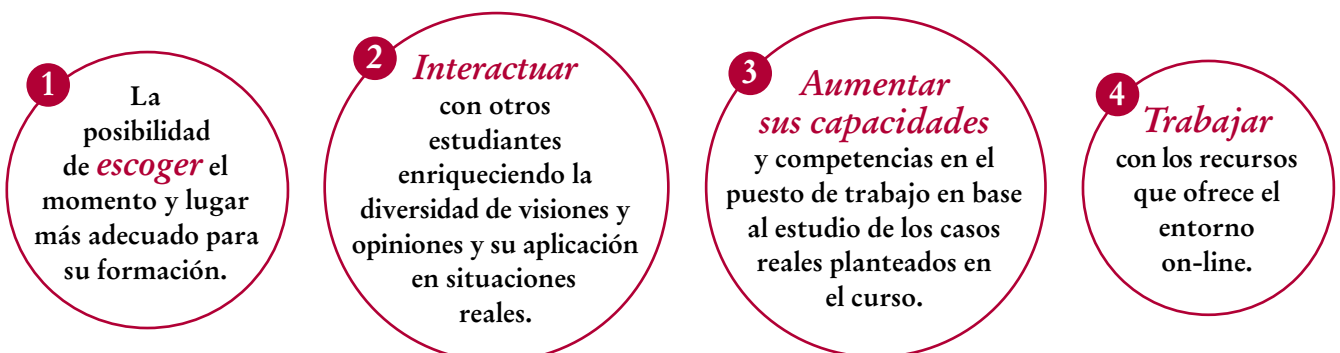 1
La
posibilidad
de escoger el
momento y lugar
más adecuado para
su formación.
2
Interactuar
con otros
estudiantes
enriqueciendo la
diversidad de visiones y
opiniones y su aplicación
en situaciones
reales.
3
Aumentar
sus capacidades
y competencias en el
puesto de trabajo en base
al estudio de los casos
reales planteados en
el curso.
4
Trabajar
con los recursos
que ofrece el
entorno
on-line.